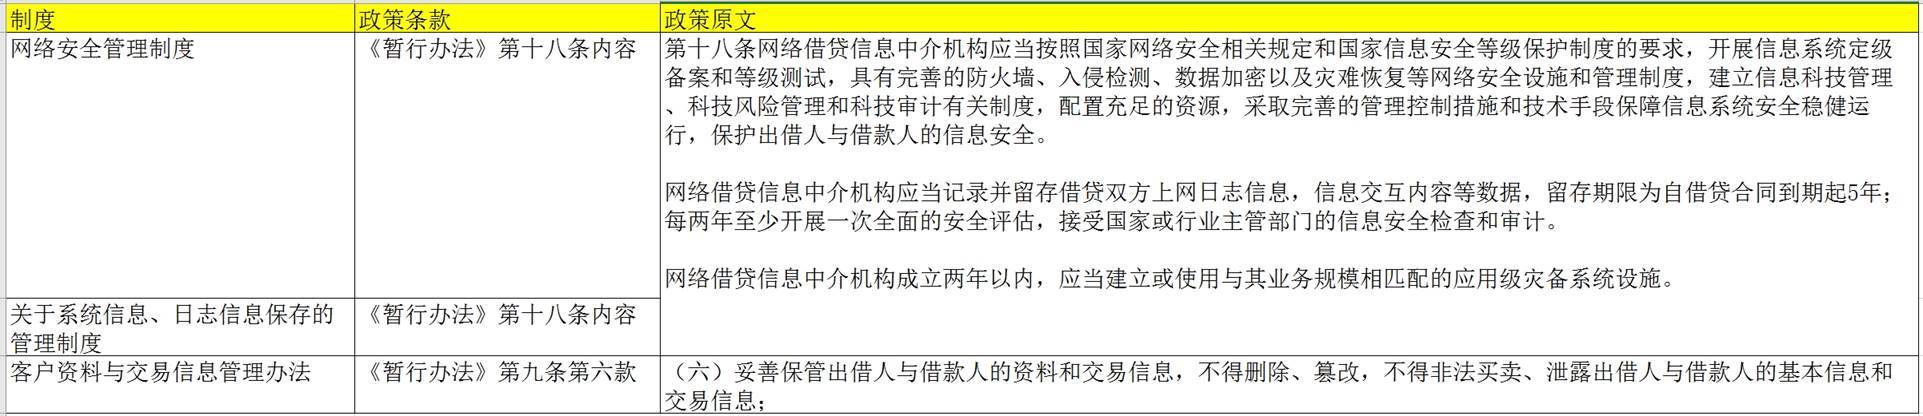 制度
政策条款
政策原文
网络安全管理制度
《暂行办法》第十八条内容
第十八条网络借贷信息中介机构应当按照国家网络安全相关规定和国家信息安全等级保护制度的要求，开展信息系统定级
备案和等级测试，具有完善的防火墙、入侵检测、数据加密以及灾难恢复等网络安全设施和管理制度，建立信息科技管理
、科技风险管理和科技审计有关制度，配置充足的资源，采取完善的管理控制措施和技术手段保障信息系统安全稳健运
行，保护出借人与借款人的信息安全。
网络借贷信息中介机构应当记录并留存借贷双方上网日志信息，信息交互内容等数据，留存期限为自借贷合同到期起5年；
每两年至少开展一次全面的安全评估，接受国家或行业主管部门的信息安全检查和审计。
网络借贷信息中介机构成立两年以内，应当建立或使用与其业务规模相匹配的应用级灾备系统设施。
关于系统信息、日志信息保存的
管理制度
《暂行办法》第十八条内容
客户资料与交易信息管理办法
《暂行办法》第九条第六款
（六）妥善保管出借人与借款人的资料和交易信息，不得删除、篡改，不得非法买卖、泄露出借人与借款人的基本信息和
交易信息；